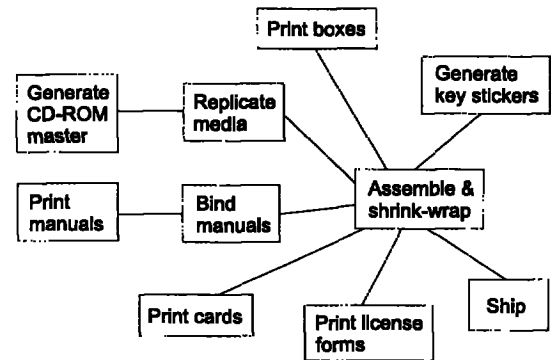 Print boxes
Generate
key stickers
Generate
CD-ROM
master
Replicate
media
Assemble &
shrink-wrap
Print
manuals
Bind
manuals
Print cards
Print license
forms
Ship